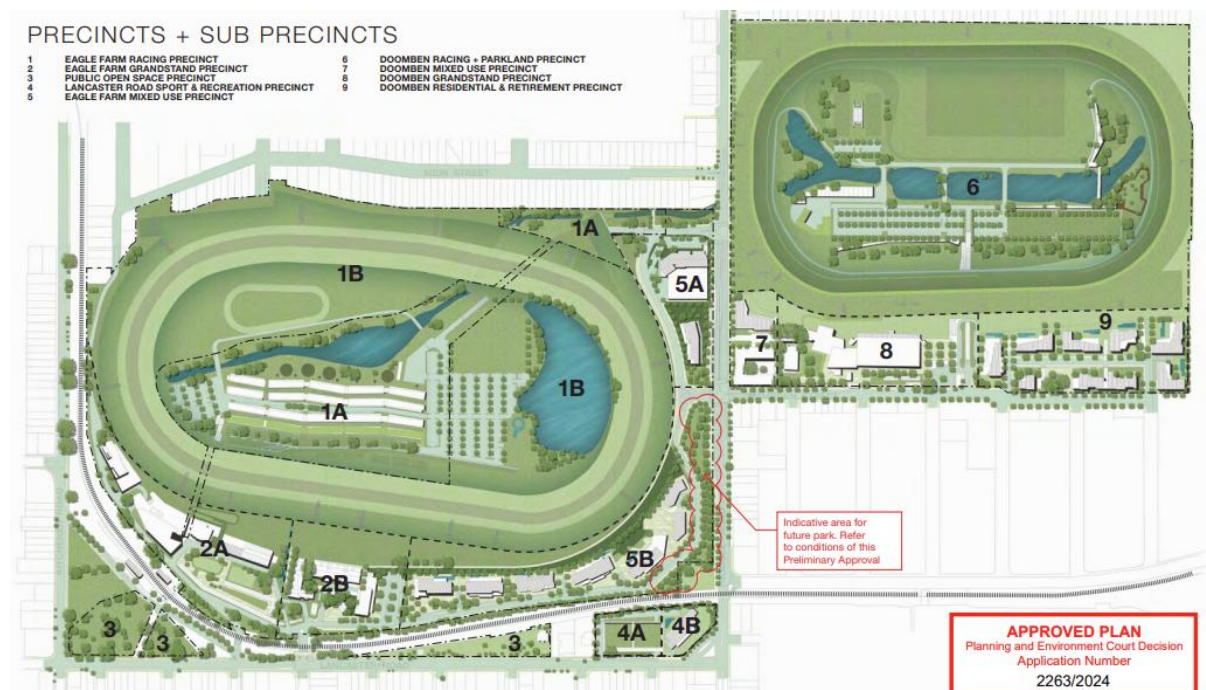 PRECINCTS + SUB PRECINCTS
1 EAGLE FARM RACING PRECINCT
2 EAGLE FARM GRANDSTAND PRECINCT
3 PUBLIC OPEN SPACE PRECINCT
4 LANCASTER ROAD SPORT & RECREATION PRECINCT
5 EAGLE FARM MIXED USE PRECINCT
6 DOOMBEN RACING + PARKLAND PRECINCT
7 DOOMBEN MIXED USE PRECINCT
8 DOOMBEN GRANDSTAND PRECINCT
9 DOOMBEN RESIDENTIAL & RETIREMENT PRECINCT
6
1A
1B
5A
9
7
8
1B
1A
Indicative area for
future park. Refer
to conditions of this
Preliminary Approval
2A
5B
2B
3
3
3
4A
4B
LANCASTER ROAD
APPROVED PLAN
Planning and Environment Court Decision
Application Number
2263/2024